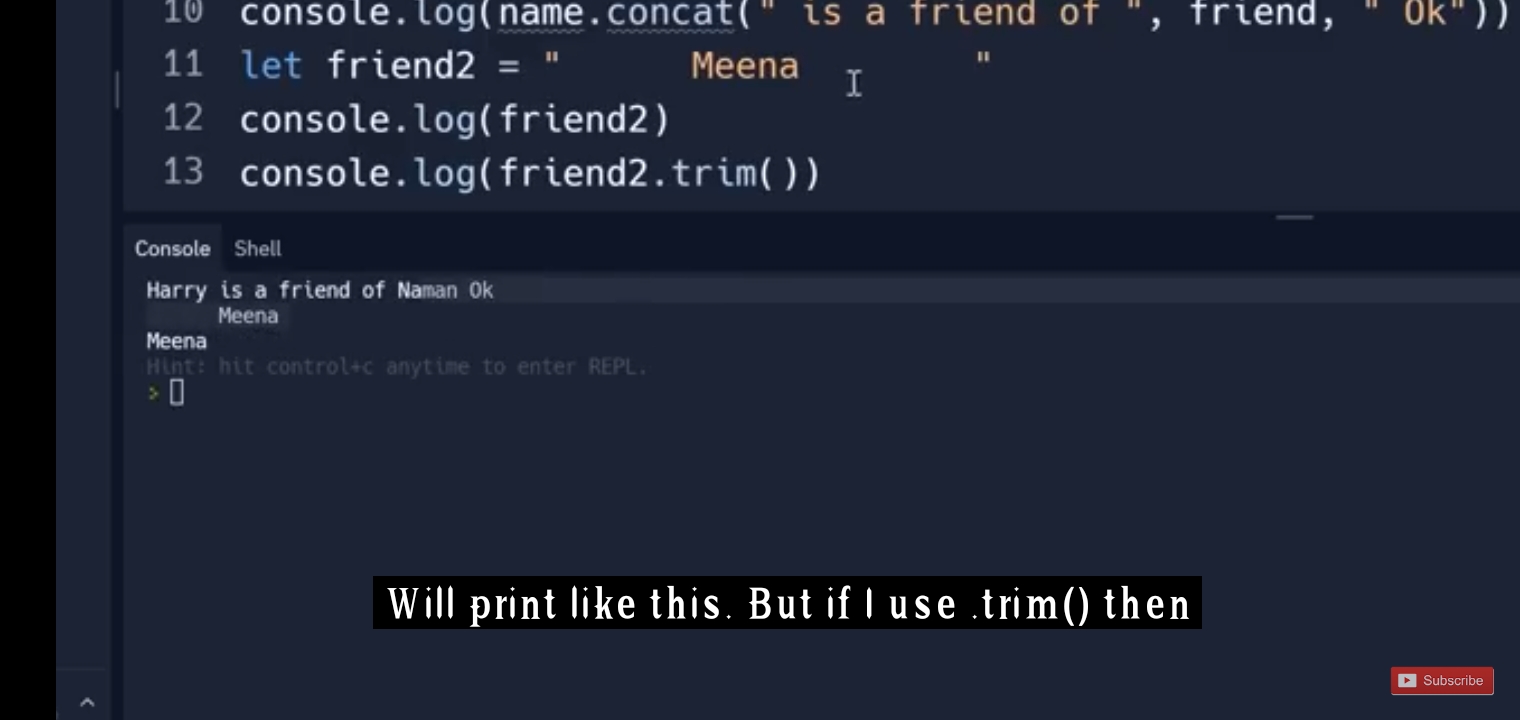 10 console.log(name.concat(" is a friend of ", friend, " Ok"))
11 let friend2 = "      Meena        "
12 console.log(friend2)
13 console.log(friend2.trim())
Console Shell
Harry is a friend of Naman Ok
      Meena
Meena
Hint: hit control+c anytime to enter REPL.
>
Will print like this. But if I use .trim() then
Subscribe